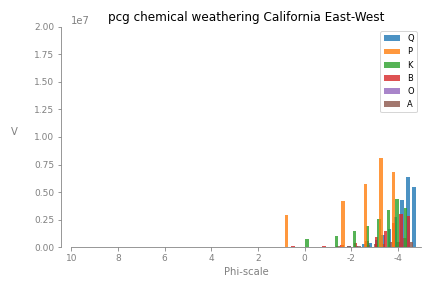 pcg chemical weathering California East-West
1e7
2.00
1.75
1.50
1.25
1.00
0.75
0.50
0.25
0.00
V
Q
P
K
B
O
A
10 8 6 4 2 0 -2 -4
Phi-scale